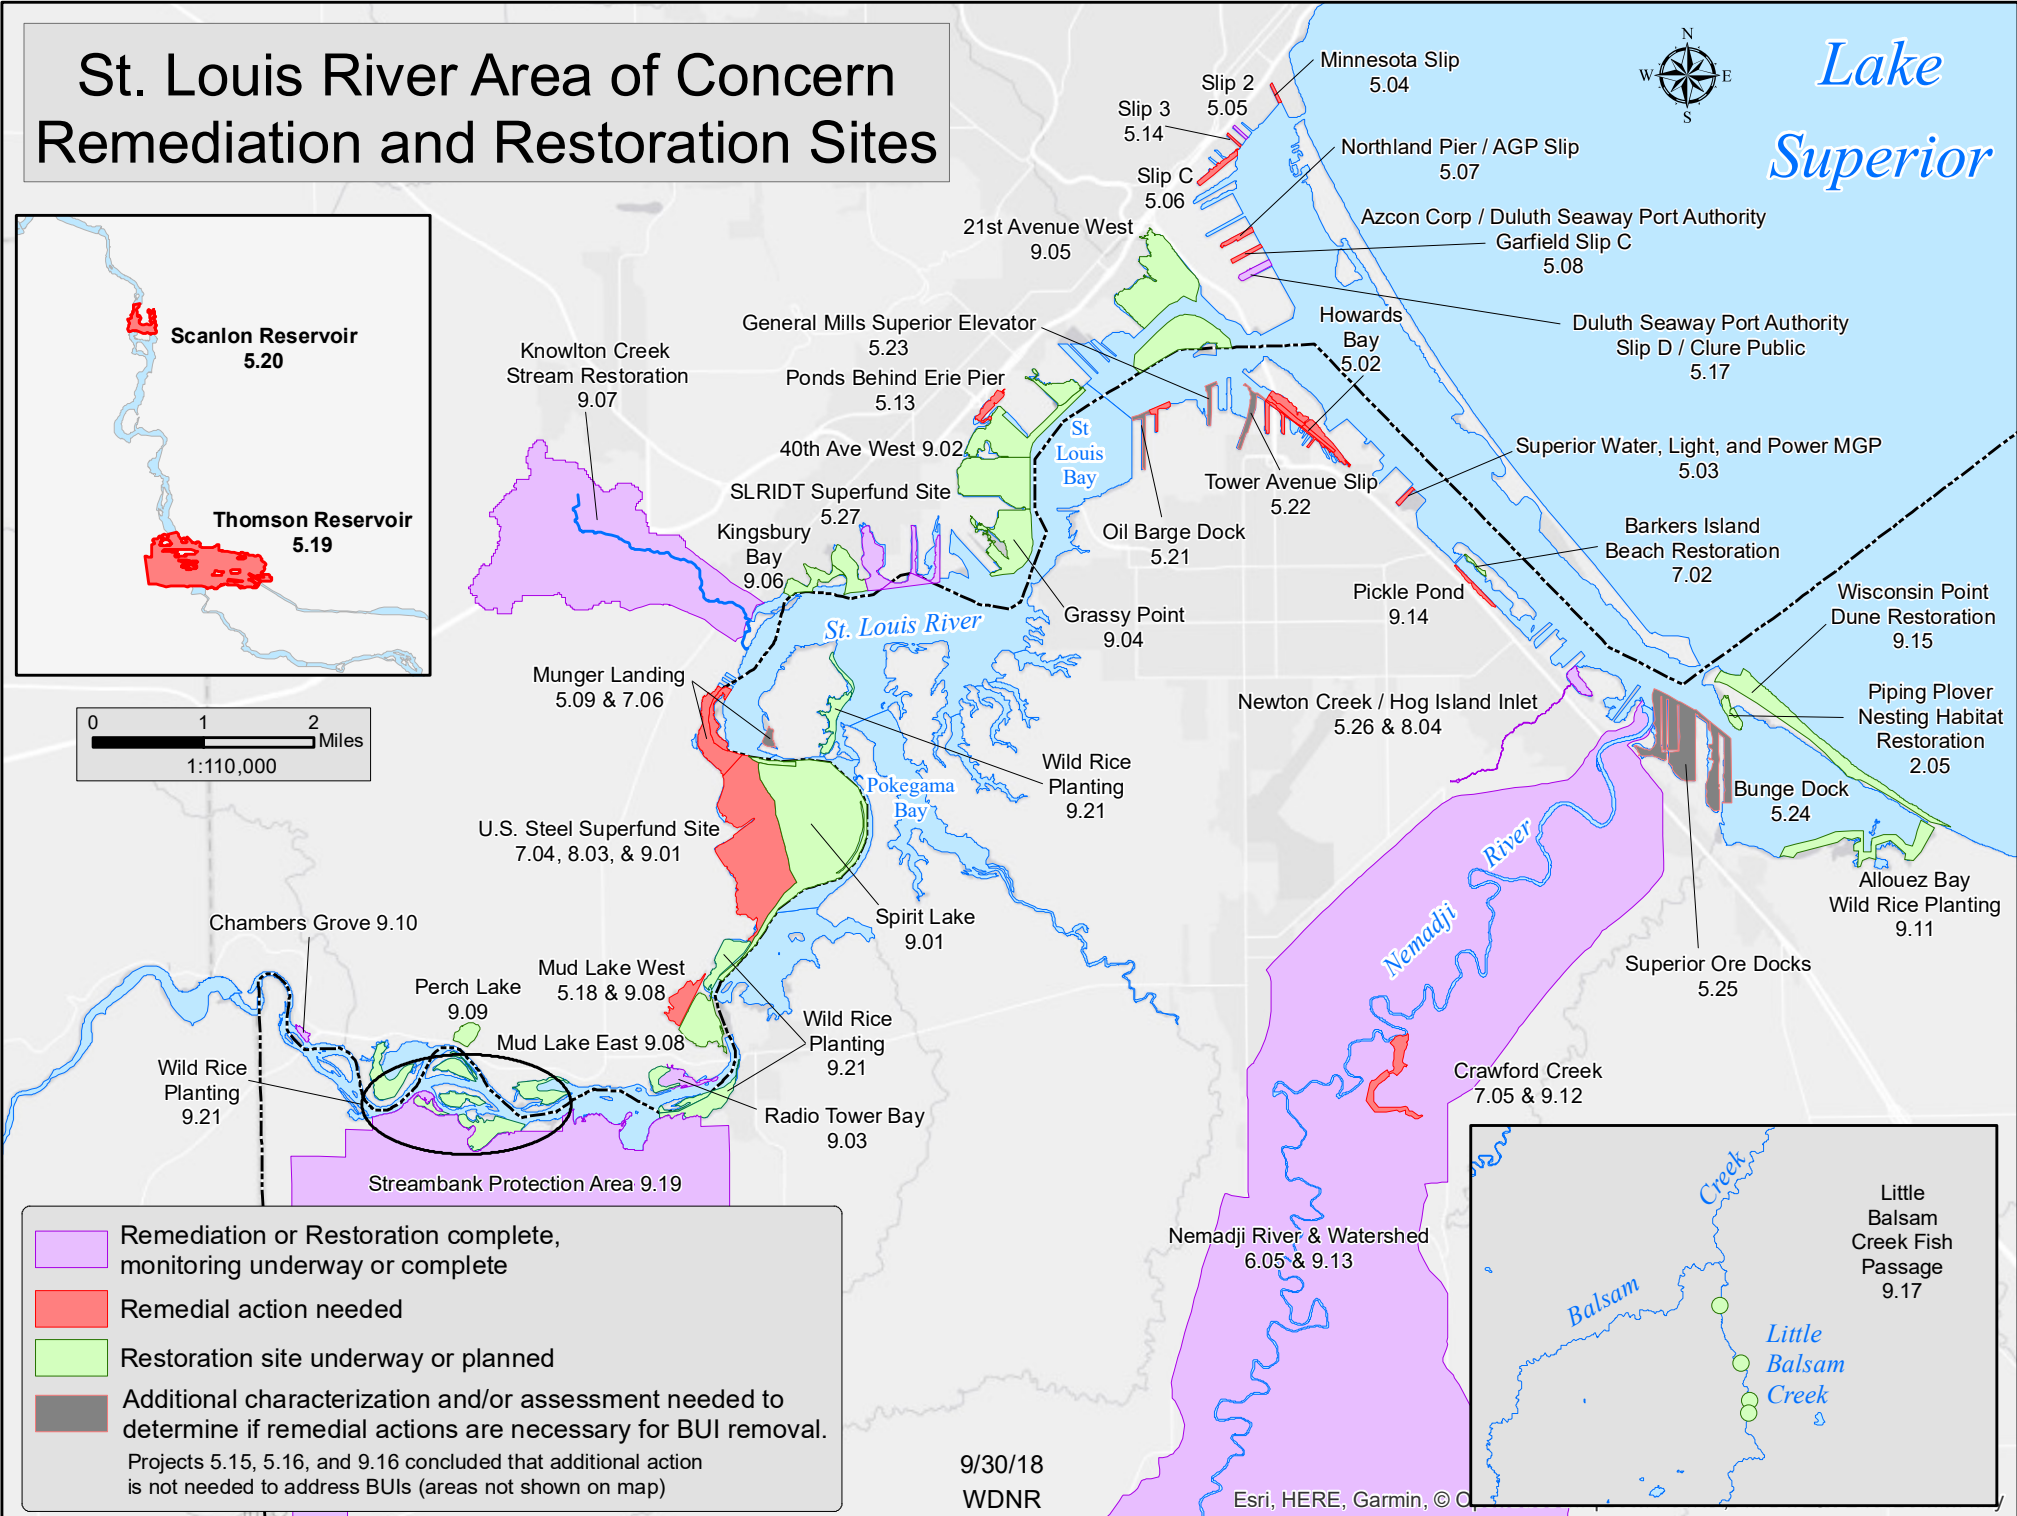 St. Louis River Area of Concern
Remediation and Restoration Sites
N
W
E
S
Lake
Superior
Minnesota Slip
5.04
Slip 2
5.05
Slip 3
5.14
Northland Pier / AGP Slip
5.07
Slip C
5.06
Azcon Corp / Duluth Seaway Port Authority
Garfield Slip C
5.08
21st Avenue West
9.05
Duluth Seaway Port Authority
Slip D / Clure Public
5.17
Howards
Bay
5.02
General Mills Superior Elevator
5.23
Scanlon Reservoir
5.20
Thomson Reservoir
5.19
Knowlton Creek
Stream Restoration
9.07
Ponds Behind Erie Pier
5.13
40th Ave West 9.02
St
Louis
Bay
Superior Water, Light, and Power MGP
5.03
SLRIDT Superfund Site
5.27
Tower Avenue Slip
5.22
Kingsbury
Bay
9.06
Oil Barge Dock
5.21
Barkers Island
Beach Restoration
7.02
Pickle Pond
9.14
Wisconsin Point
Dune Restoration
9.15
Grassy Point
9.04
St. Louis River
Munger Landing
5.09 & 7.06
Newton Creek / Hog Island Inlet
5.26 & 8.04
Piping Plover
Nesting Habitat
Restoration
2.05
0 1 2
Miles
1:110,000
Wild Rice
Planting
9.21
Pokegama
Bay
Bunge Dock
5.24
U.S. Steel Superfund Site
7.04, 8.03, & 9.01
River
Nemadji
Allouez Bay
Wild Rice Planting
9.11
Spirit Lake
9.01
Chambers Grove 9.10
Superior Ore Docks
5.25
Mud Lake West
5.18 & 9.08
Perch Lake
9.09
Mud Lake East 9.08
Wild Rice
Planting
9.21
Wild Rice
Planting
9.21
Crawford Creek
7.05 & 9.12
Radio Tower Bay
9.03
Streambank Protection Area 9.19
Nemadji River & Watershed
6.05 & 9.13
Creek
Balsam
Little
Balsam
Creek
Little
Balsam
Creek Fish
Passage
9.17
Remediation or Restoration complete,
monitoring underway or complete
Remedial action needed
Restoration site underway or planned
Additional characterization and/or assessment needed to
determine if remedial actions are necessary for BUI removal.
Projects 5.15, 5.16, and 9.16 concluded that additional action
is not needed to address BUIs (areas not shown on map)
9/30/18
WDNR
Esri, HERE, Garmin, ©